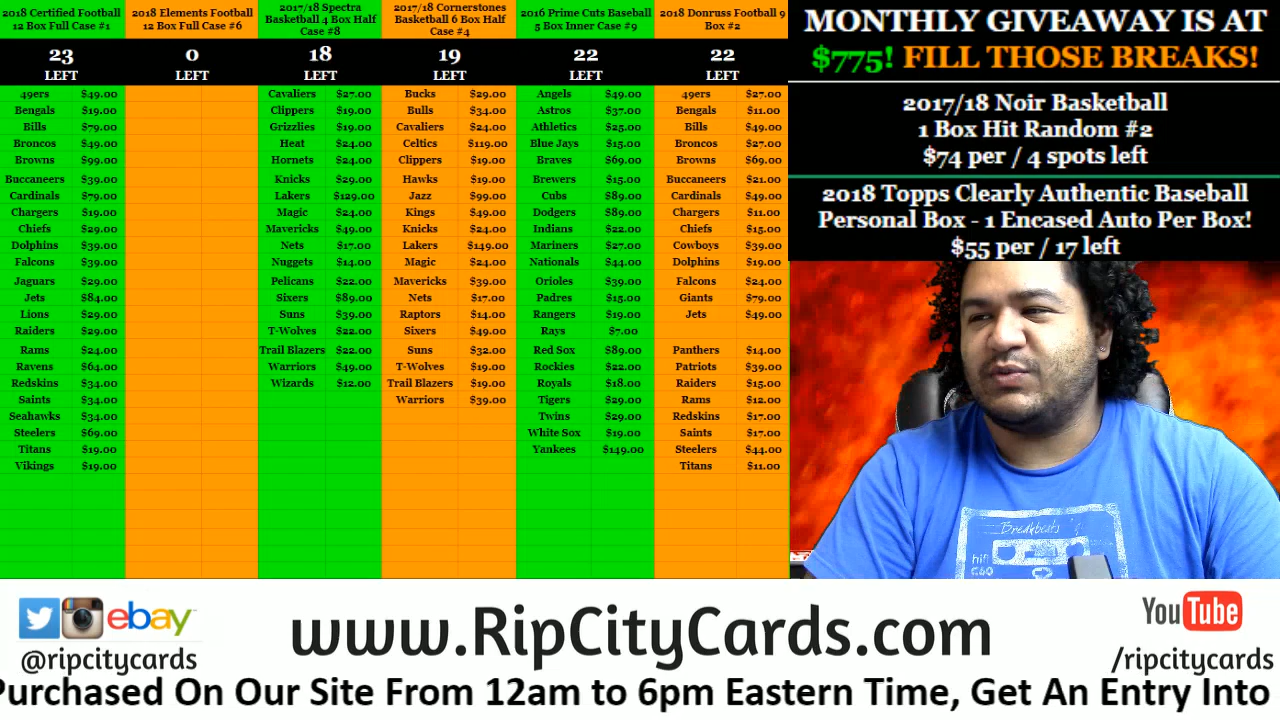 2018 Certified Football
12 Box Full Case #1
23
LEFT
49ers $49.00
Bengals $19.00
Bills $79.00
Broncos $49.00
Browns $99.00
Buccaneers $39.00
Cardinals $79.00
Chargers $19.00
Chiefs $29.00
Dolphins $39.00
Falcons $39.00
Jaguars $29.00
Jets $84.00
Lions $29.00
Raiders $29.00
Rams $24.00
Ravens $64.00
Redskins $34.00
Saints $34.00
Seahawks $34.00
Steelers $69.00
Titans $19.00
Vikings $19.00
2018 Elements Football
12 Box Full Case #6
0
LEFT
2017/18 Spectra
Basketball 4 Box Half
Case #8
18
LEFT
Cavaliers $27.00
Clippers $19.00
Grizzlies $19.00
Heat $24.00
Hornets $24.00
Knicks $29.00
Lakers $129.00
Magic $24.00
Mavericks $49.00
Nets $17.00
Nuggets $14.00
Pelicans $22.00
Sixers $89.00
Suns $39.00
T-Wolves $22.00
Trail Blazers $22.00
Warriors $49.00
Wizards $12.00
2017/18 Cornerstones
Basketball 6 Box Half
Case #4
19
LEFT
Bucks $29.00
Bulls $34.00
Cavaliers $24.00
Celtics $119.00
Clippers $19.00
Hawks $19.00
Jazz $99.00
Kings $49.00
Knicks $24.00
Lakers $149.00
Magic $24.00
Mavericks $39.00
Nets $17.00
Raptors $14.00
Sixers $49.00
Suns $32.00
T-Wolves $19.00
Trail Blazers $19.00
Warriors $39.00
2016 Prime Cuts Baseball
5 Box Inner Case #9
22
LEFT
Angels $49.00
Astros $37.00
Athletics $25.00
Blue Jays $15.00
Braves $69.00
Brewers $15.00
Cubs $89.00
Dodgers $89.00
Indians $22.00
Mariners $27.00
Nationals $44.00
Orioles $39.00
Padres $15.00
Rangers $19.00
Rays $7.00
Red Sox $89.00
Rockies $22.00
Royals $18.00
Tigers $29.00
Twins $29.00
White Sox $19.00
Yankees $149.00
2018 Donruss Football 9
Box #2
22
LEFT
49ers $27.00
Bengals $11.00
Bills $49.00
Broncos $27.00
Browns $69.00
Buccaneers $21.00
Cardinals $49.00
Chargers $11.00
Chiefs $15.00
Cowboys $39.00
Dolphins $19.00
Falcons $24.00
Giants $79.00
Jets $49.00
Panthers $14.00
Patriots $39.00
Raiders $15.00
Rams $12.00
Redskins $17.00
Saints $17.00
Steelers $44.00
Titans $11.00
MONTHLY GIVEAWAY IS AT
$775! FILL THOSE BREAKS!
2017/18 Noir Basketball
1 Box Hit Random #2
$74 per / 4 spots left
2018 Topps Clearly Authentic Baseball
Personal Box - 1 Encased Auto Per Box!
$55 per / 17 left
Breakbeats
hifi
C60
ebay
@ripcitycards
www.RipCityCards.com
YouTube
/ripcitycards
Purchased On Our Site From 12am to 6pm Eastern Time, Get An Entry Into